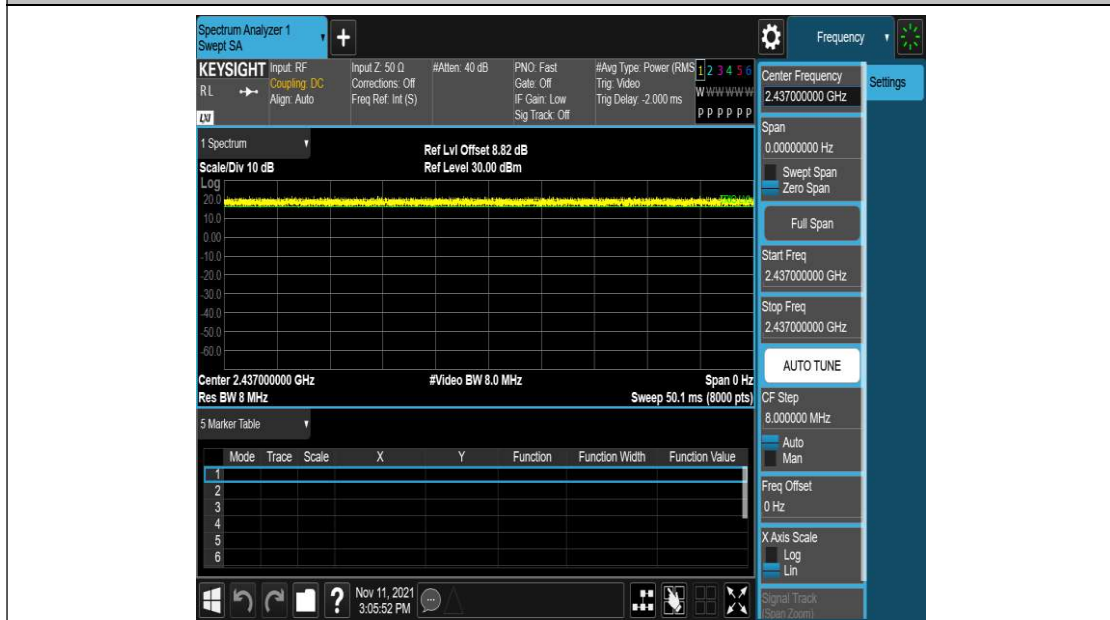 Spectrum Analyzer 1
Swept SA
Frequency
KEYSIGHT
RL
LXI
Input: RF
Coupling: DC
Align: Auto
Input Z: 50 Ω
Corrections: Off
Freq Ref: Int (S)
#Atten: 40 dB
PNO: Fast
Gate: Off
IF Gain: Low
Sig Track: Off
#Avg Type: Power (RMS
Trig: Video
Trig Delay: -2.000 ms
1 2 3 4 5 6
W W W W W W
P P P P P P
1 Spectrum
Scale/Div 10 dB
Ref Lvl Offset 8.82 dB
Ref Level 30.00 dBm
Log
20.0
10.0
0.00
-10.0
-20.0
-30.0
-40.0
-50.0
-60.0
Center 2.437000000 GHz
#Video BW 8.0 MHz
Span 0 Hz
Res BW 8 MHz
Sweep 50.1 ms (8000 pts)
5 Marker Table
Mode Trace Scale X Y Function Function Width Function Value
1
2
3
4
5
6
Nov 11, 2021
3:05:52 PM
Center Frequency
2.437000000 GHz
Settings
Span
0.00000000 Hz
Swept Span
Zero Span
Full Span
Start Freq
2.437000000 GHz
Stop Freq
2.437000000 GHz
AUTO TUNE
CF Step
8.000000 MHz
Auto
Man
Freq Offset
0 Hz
X Axis Scale
Log
Lin
Signal Track
(Span Zoom)